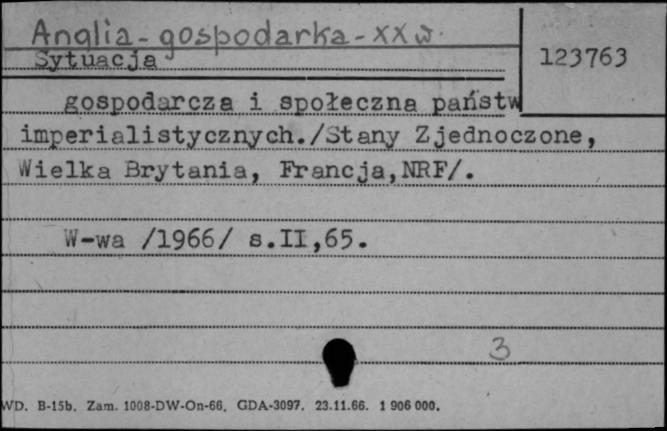 Anglia - gospodarka - XX w.
123763
Sytuacja
gospodarcza i społeczna państw
imperialistycznych./Stany Zjednoczone,
Wielka Brytania, Francja,NRF/.
W-wa /1966/ s.II,65.
3
WD. B-15b. Zam. 1008-DW-On-66. GDA-3097. 23.11.66. 1 906 000.